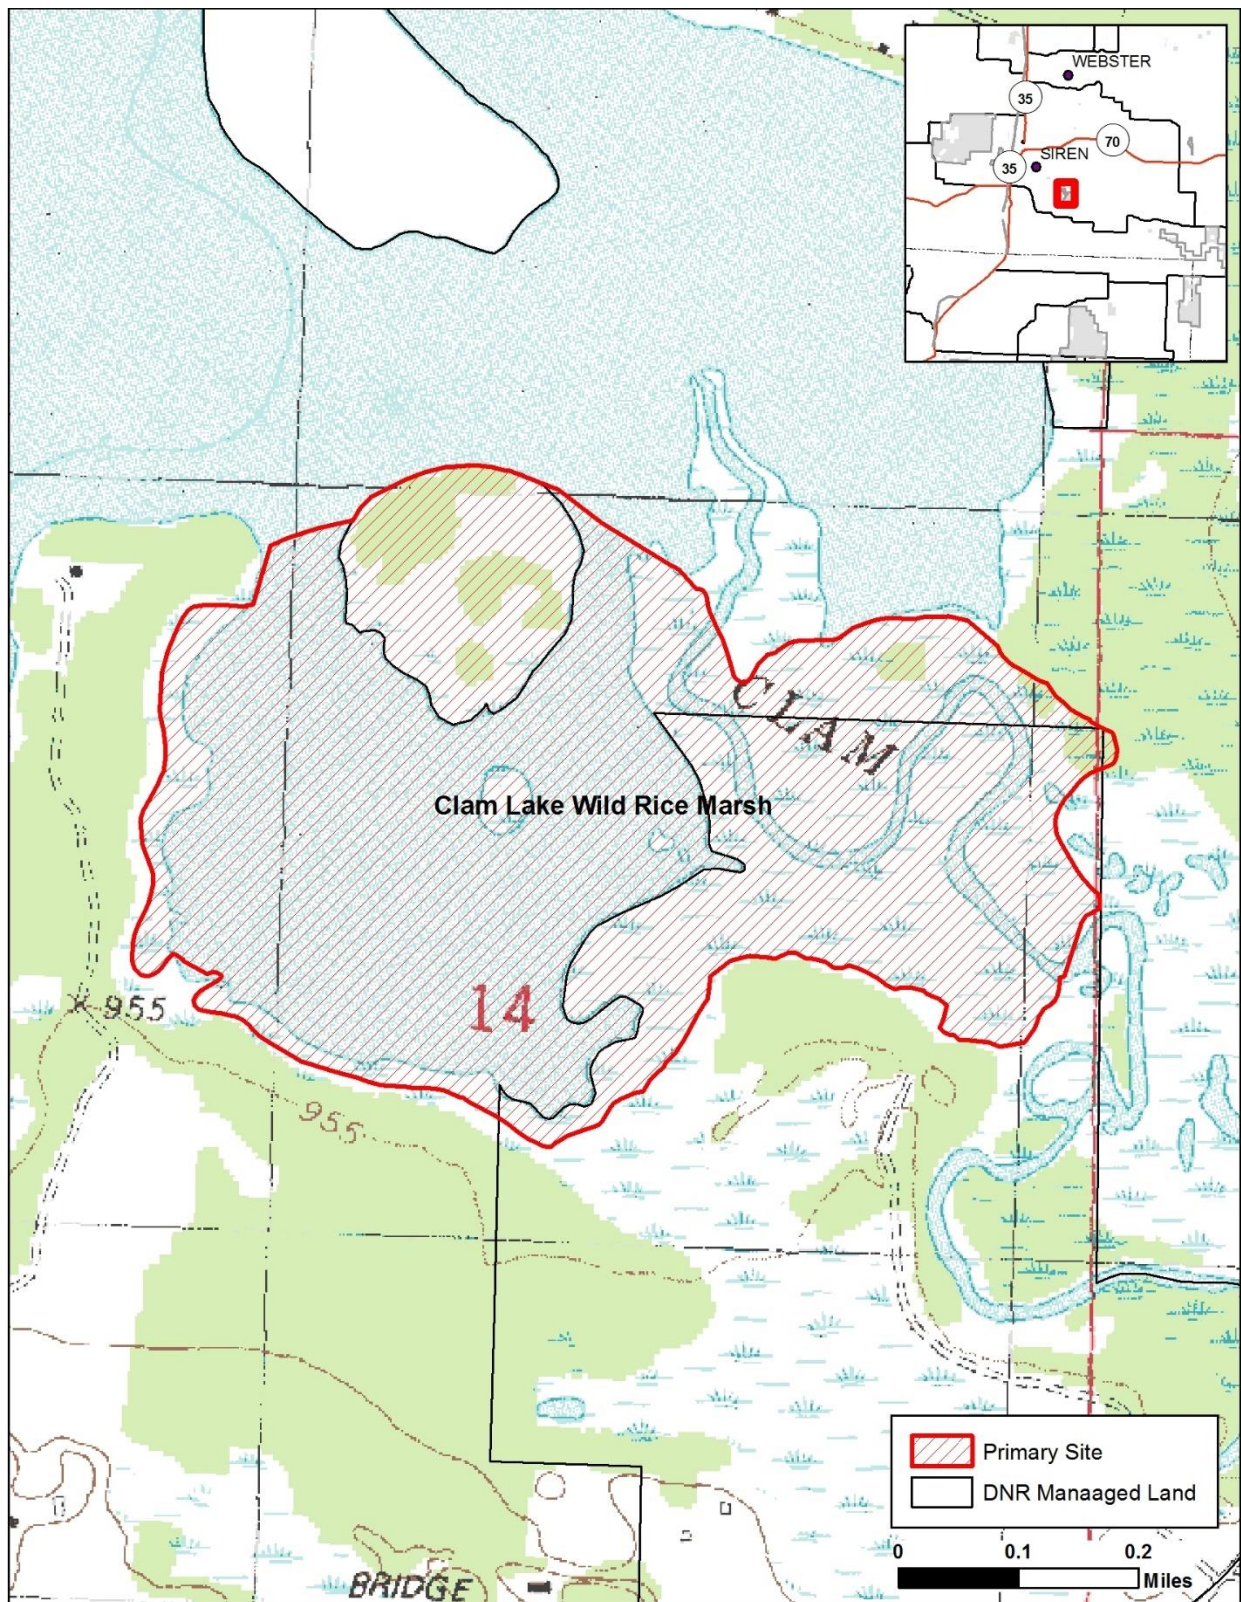 WEBSTER
35
70
SIREN
35
CLAM
Clam Lake Wild Rice Marsh
14
955
955
Primary Site
DNR Manaaged Land
0 0.1 0.2
Miles
BRIDGE